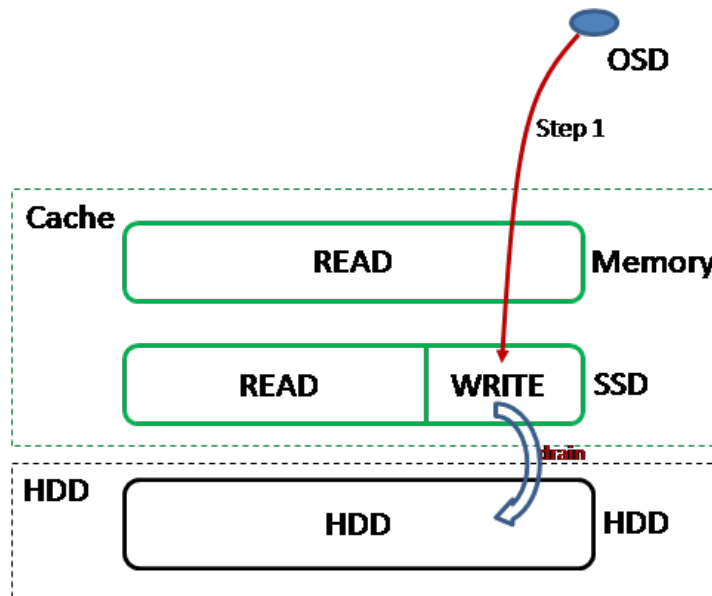 OSD
Step 1
Cache
READ
Memory
READ
WRITE
SSD
drain
HDD
HDD
HDD